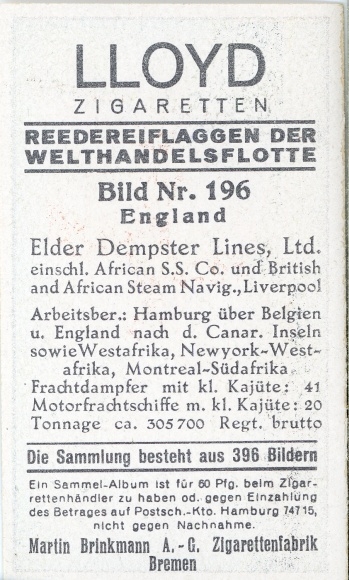 LLOYD
ZIGARETTEN
REEDEREIFLAGGEN DER
WELTHANDELSFLOTTE
Bild Nr. 196
England
Elder Dempster Lines, Ltd.
einschl. African S.S. Co. und British
and African Steam Navig., Liverpool
Arbeitsber.: Hamburg über Belgien
u. England nach d. Canar. Inseln
sowie Westafrika, Newyork-West-
afrika, Montreal-Südafrika
Frachtdampfer mit kl. Kajüte: 41
Motorfrachtschiffe m. kl. Kajüte: 20
Tonnage ca. 305700 Regt. brutto
Die Sammlung besteht aus 396 Bildern
Ein Sammel-Album ist für 60 Pfg. beim Zigar-
rettenhändler zu haben od. gegen Einzahlung
des Betrages auf Postsch.-Kto. Hamburg 74715,
nicht gegen Nachnahme.
Martin Brinkmann A.-G. Zigarettenfabrik
Bremen